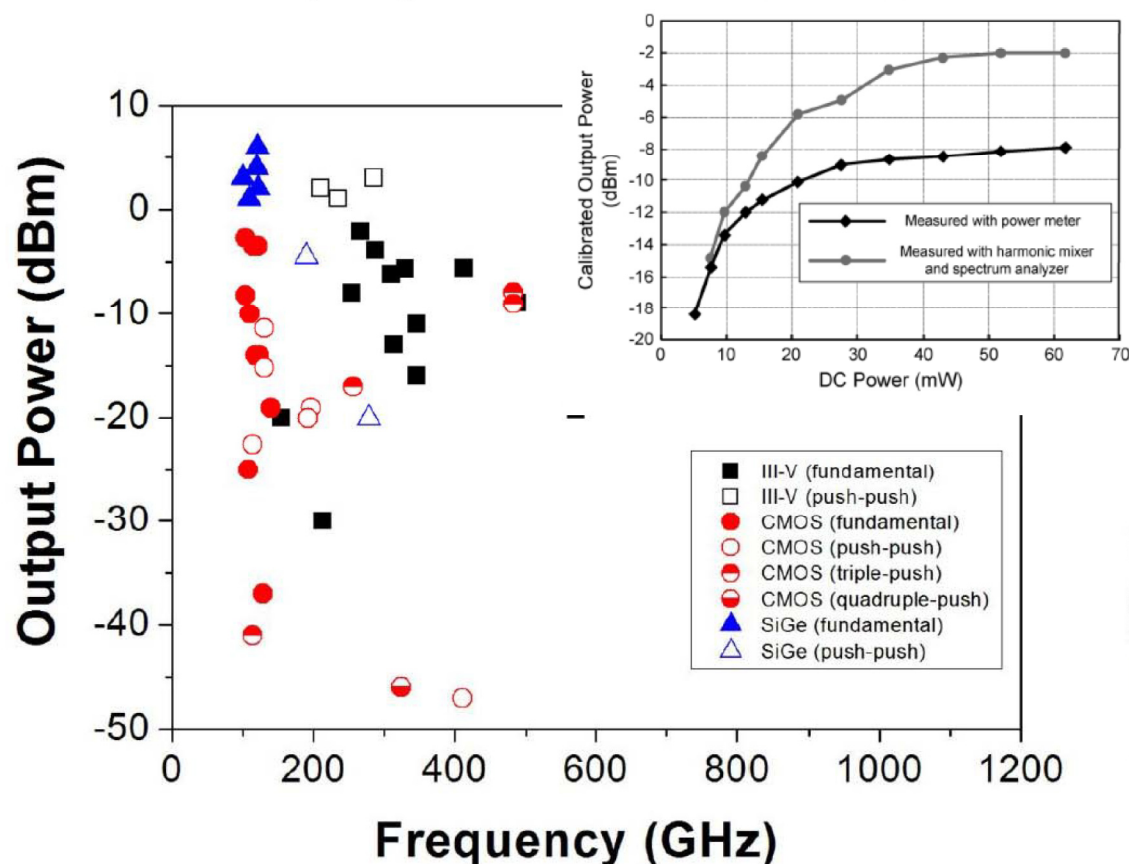 0
-2
-4
-6
-8
-10
-12
-14
-16
-18
-20
Calibrated Output Power
(dBm)
Measured with power meter
Measured with harmonic mixer
and spectrum analyzer
0 10 20 30 40 50 60 70
DC Power (mW)
10
0
-10
-20
-30
-40
-50
Output Power (dBm)
III-V (fundamental)
III-V (push-push)
CMOS (fundamental)
CMOS (push-push)
CMOS (triple-push)
CMOS (quadruple-push)
SiGe (fundamental)
SiGe (push-push)
0 200 400 600 800 1000 1200
Frequency (GHz)